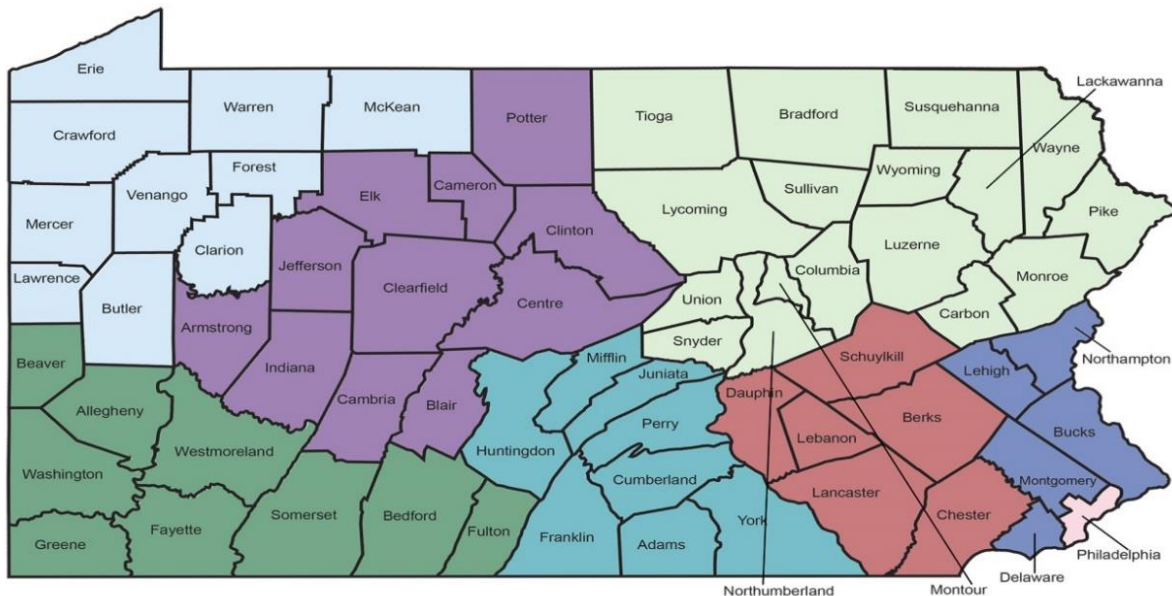 Erie
Lackawanna
Warren
McKean
Susquehanna
Potter
Tioga
Bradford
Crawford
Wayne
Forest
Wyoming
Venango
Cameron
Sullivan
Elk
Lycoming
Pike
Mercer
Clinton
Clarion
Luzerne
Jefferson
Columbia
Lawrence
Monroe
Clearfield
Centre
Union
Butler
Carbon
Armstrong
Snyder
Mifflin
Schuylkill
Northampton
Beaver
Indiana
Juniata
Lehigh
Dauphin
Cambria
Blair
Allegheny
Berks
Perry
Bucks
Lebanon
Huntingdon
Westmoreland
Washington
Cumberland
Montgomery
Lancaster
Somerset
Bedford
Chester
York
Fayette
Fulton
Franklin
Adams
Greene
Philadelphia
Delaware
Northumberland
Montour